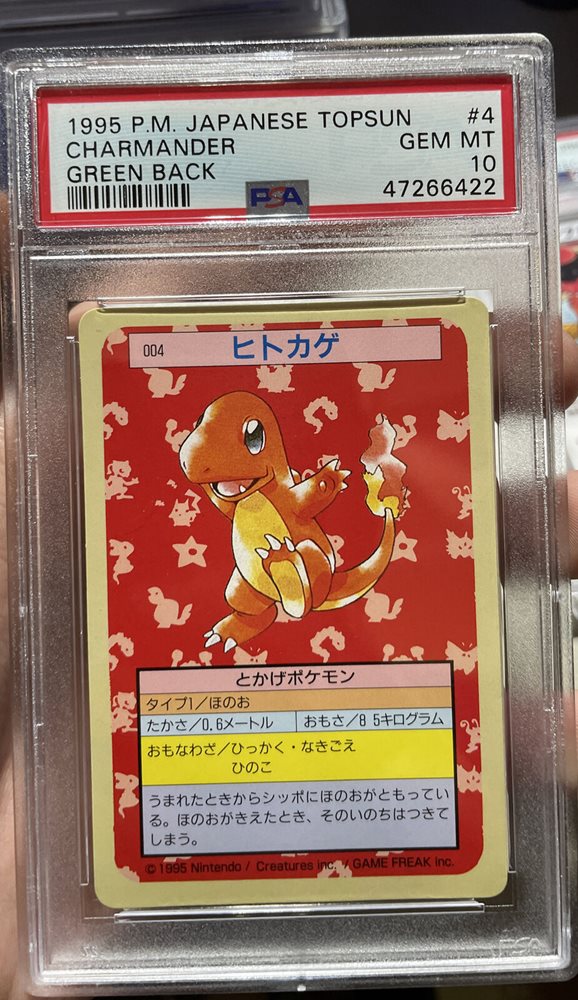 1995 P.M. JAPANESE TOPSUN #4
CHARMANDER GEM MT
GREEN BACK 10
PSA 47266422
004 ヒトカゲ
とかげポケモン
タイプ1/ほのお
たかさ/0.6メートル おもさ/8 5キログラム
おもなわざ/ひっかく・なきごえ
ひのこ
うまれたときからシッポにほのおがともってい
る。ほのおがきえたとき、そのいのちはつきて
しまう。
©1995 Nintendo / Creatures inc. / GAME FREAK Inc.
PSA